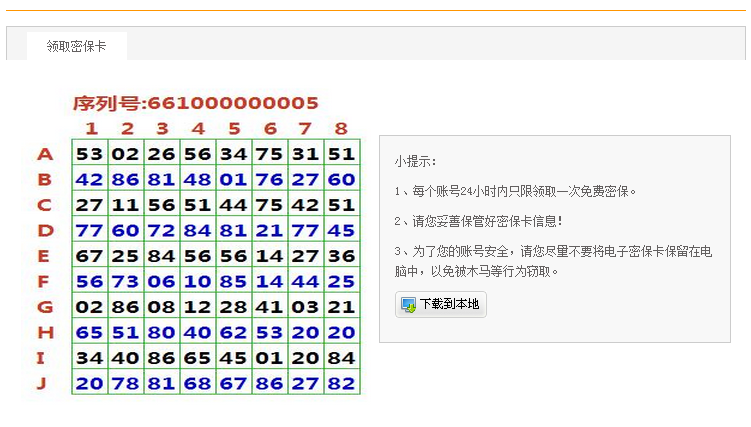 领取密保卡
序列号:661000000005
1 2 3 4 5 6 7 8
A 53 02 26 56 34 75 31 51
B 42 86 81 48 01 76 27 60
C 27 11 56 51 44 75 42 51
D 77 60 72 84 81 21 77 45
E 67 25 84 56 56 14 27 36
F 56 73 06 10 85 14 44 25
G 02 86 08 12 28 41 03 21
H 65 51 80 40 62 53 20 20
I 34 40 86 65 45 01 20 84
J 20 78 81 68 67 86 27 82
小提示:
1、每个账号24小时内只限领取一次免费密保。
2、请您妥善保管好密保卡信息!
3、为了您的账号安全，请您尽量不要将电子密保卡保留在电
脑中，以免被木马等行为窃取。
下载到本地